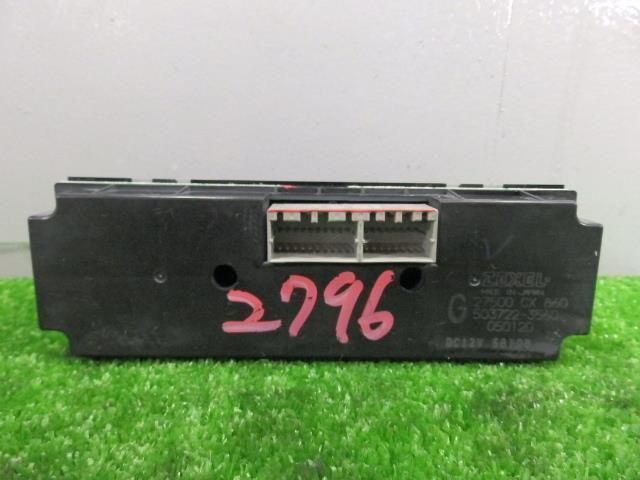 2796
ZEXEL
MADE IN JAPAN
G
27500 CX 860
503722-3560
050120
DC12V